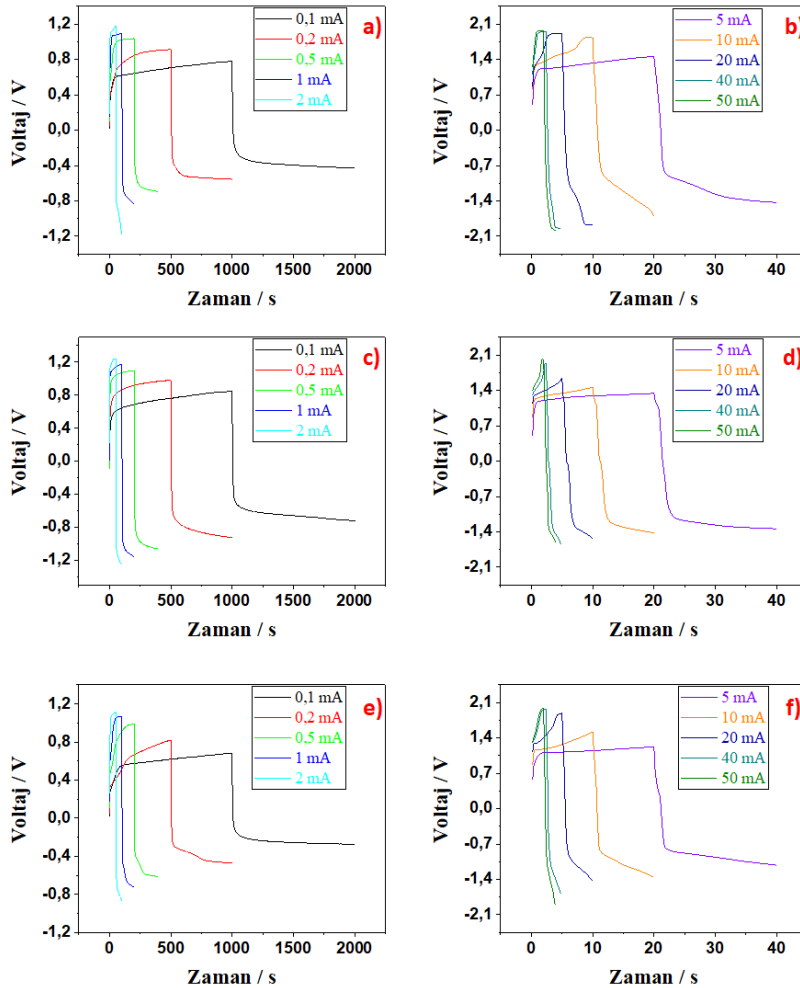 a)
0,1 mA
0,2 mA
0,5 mA
1 mA
2 mA
1,2
0,8
0,4
0,0
-0,4
-0,8
-1,2
Voltaj / V
0 500 1000 1500 2000
Zaman / s
b)
5 mA
10 mA
20 mA
40 mA
50 mA
2,1
1,4
0,7
0,0
-0,7
-1,4
-2,1
Voltaj / V
0 10 20 30 40
Zaman / s
c)
0,1 mA
0,2 mA
0,5 mA
1 mA
2 mA
1,2
0,8
0,4
0,0
-0,4
-0,8
-1,2
Voltaj / V
0 500 1000 1500 2000
Zaman / s
d)
5 mA
10 mA
20 mA
40 mA
50 mA
2,1
1,4
0,7
0,0
-0,7
-1,4
-2,1
Voltaj / V
0 10 20 30 40
Zaman / s
e)
0,1 mA
0,2 mA
0,5 mA
1 mA
2 mA
1,2
0,8
0,4
0,0
-0,4
-0,8
-1,2
Voltaj / V
0 500 1000 1500 2000
Zaman / s
f)
5 mA
10 mA
20 mA
40 mA
50 mA
2,1
1,4
0,7
0,0
-0,7
-1,4
-2,1
Voltaj / V
0 10 20 30 40
Zaman / s